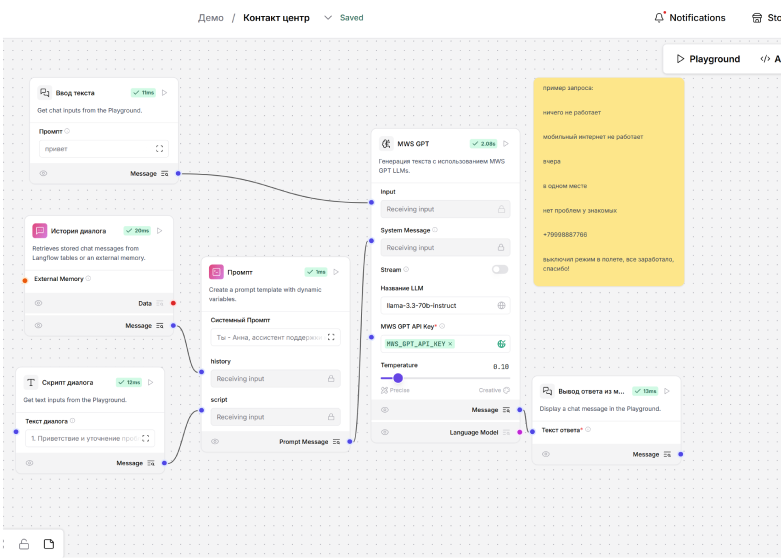 Демо / Контакт центр
Saved
Notifications
Playground
Ввод текста
11ms
Get chat inputs from the Playground.
Промпт
привет
Message
История диалога
20ms
Retrieves stored chat messages from
Langflow tables or an external memory.
External Memory
Data
Message
Скрипт диалога
12ms
Get text inputs from the Playground.
Текст диалога
1. Приветствие и уточнение
Message
Промпт
1ms
Create a prompt template with dynamic
variables.
Системный Промпт
Ты - Анна, ассистент поддержки
history
Receiving input
script
Receiving input
Prompt Message
MWS GPT
2.08s
Генерация текста с использованием MWS
GPT LLMs.
Input
Receiving input
System Message
Receiving input
Stream
Название LLM
llama-3.3-70b-instruct
MWS GPT API Key*
MWS_GPT_API_KEY ×
Temperature
0.10
Precise
Creative
Message
Language Model
пример запроса:
ничего не работает
мобильный интернет не работает
вчера
в одном месте
нет проблем у знакомых
+79998887766
выключил режим в полете, все заработало,
спасибо!
Вывод ответа из м...
13ms
Display a chat message in the Playground.
Текст ответа*
Message